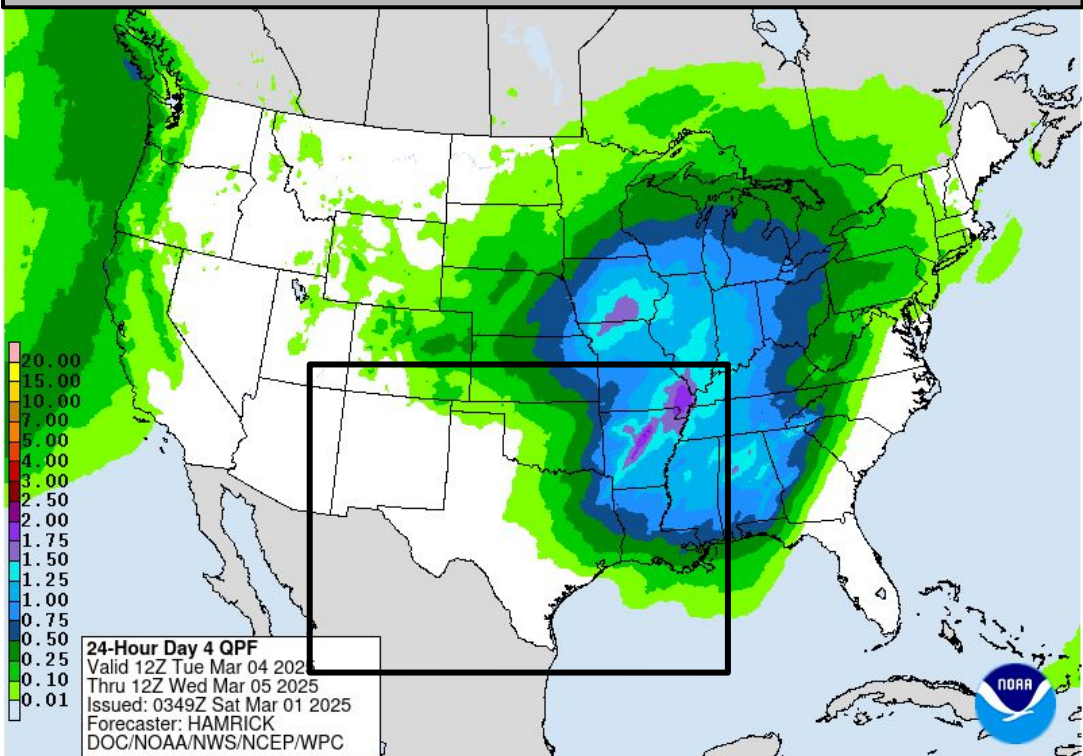 20.00
15.00
10.00
7.00
5.00
4.00
3.00
2.50
2.00
1.75
1.50
1.25
1.00
0.75
0.50
0.25
0.10
0.01
24-Hour Day 4 QPF
Valid 12Z Tue Mar 04 2025
Thru 12Z Wed Mar 05 2025
Issued: 0349Z Sat Mar 01 2025
Forecaster: HAMRICK
DOC/NOAA/NWS/NCEP/WPC
NOAA